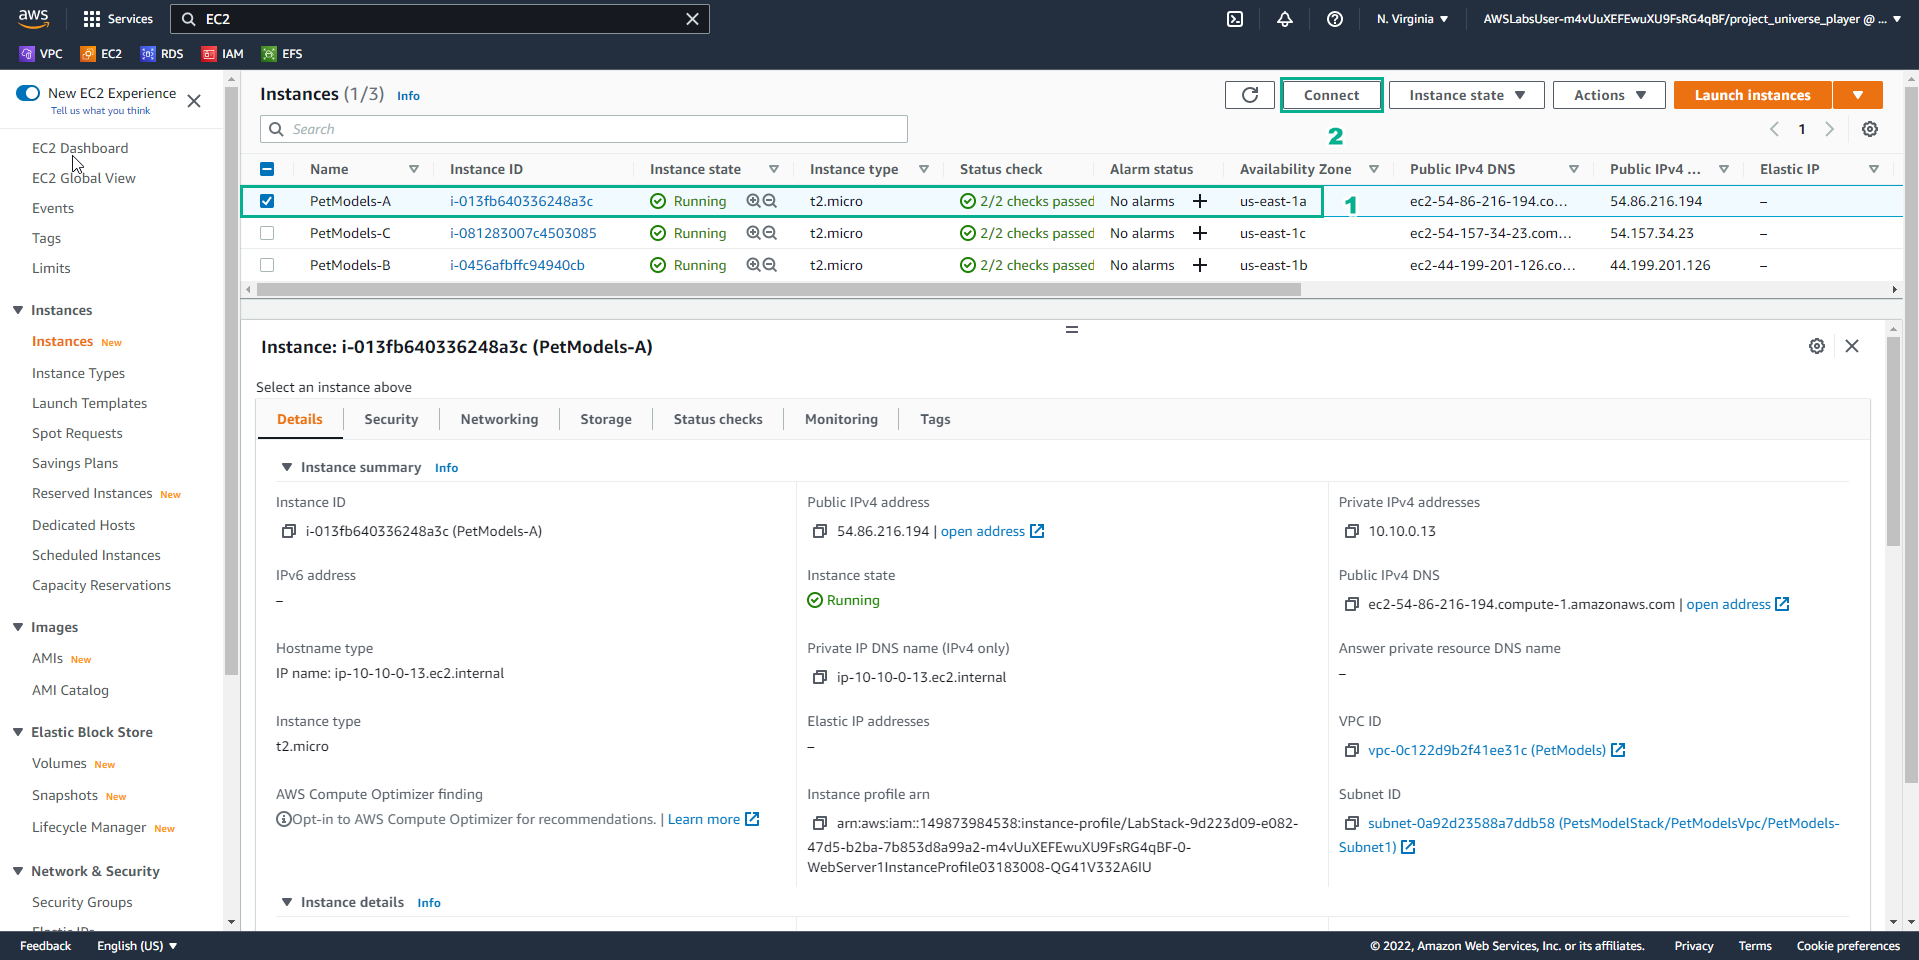 aws
Services
EC2
N. Virginia
AWSLabsUser-m4vUuXEFEwuXU9FsRG4qBF/project_universe_player @ ...
VPC
EC2
RDS
IAM
EFS
New EC2 Experience
Tell us what you think
EC2 Dashboard
EC2 Global View
Events
Tags
Limits
Instances
Instances New
Instance Types
Launch Templates
Spot Requests
Savings Plans
Reserved Instances New
Dedicated Hosts
Scheduled Instances
Capacity Reservations
Images
AMIs New
AMI Catalog
Elastic Block Store
Volumes New
Snapshots New
Lifecycle Manager New
Network & Security
Security Groups
Elastic IPs
Instances (1/3) Info
Connect
Instance state
Actions
Launch instances
Search
2
1
Name Instance ID Instance state Instance type Status check Alarm status Availability Zone Public IPv4 DNS Public IPv4 ... Elastic IP
PetModels-A i-013fb640336248a3c Running t2.micro 2/2 checks passed No alarms + us-east-1a ec2-54-86-216-194.co... 54.86.216.194 –
1
PetModels-C i-081283007c4503085 Running t2.micro 2/2 checks passed No alarms + us-east-1c ec2-54-157-34-23.com... 54.157.34.23 –
PetModels-B i-0456afbffc94940cb Running t2.micro 2/2 checks passed No alarms + us-east-1b ec2-44-199-201-126.co... 44.199.201.126 –
Instance: i-013fb640336248a3c (PetModels-A)
Select an instance above
Details Security Networking Storage Status checks Monitoring Tags
Instance summary Info
Instance ID
i-013fb640336248a3c (PetModels-A)
Public IPv4 address
54.86.216.194 | open address
Private IPv4 addresses
10.10.0.13
IPv6 address
–
Instance state
Running
Public IPv4 DNS
ec2-54-86-216-194.compute-1.amazonaws.com | open address
Hostname type
IP name: ip-10-10-0-13.ec2.internal
Private IP DNS name (IPv4 only)
ip-10-10-0-13.ec2.internal
Answer private resource DNS name
–
Instance type
t2.micro
Elastic IP addresses
–
VPC ID
vpc-0c122d9b2f41ee31c (PetModels)
AWS Compute Optimizer finding
Opt-in to AWS Compute Optimizer for recommendations. | Learn more
Instance profile arn
arn:aws:iam::149873984538:instance-profile/LabStack-9d223d09-e082-
47d5-b2ba-7b853d8a99a2-m4vUuXEFEwuXU9FsRG4qBF-0-
WebServer1InstanceProfile03183008-QG41V332A6IU
Subnet ID
subnet-0a92d23588a7ddb58 (PetsModelStack/PetModelsVpc/PetModels-
Subnet1)
Instance details Info
Feedback
English (US)
© 2022, Amazon Web Services, Inc. or its affiliates.
Privacy
Terms
Cookie preferences